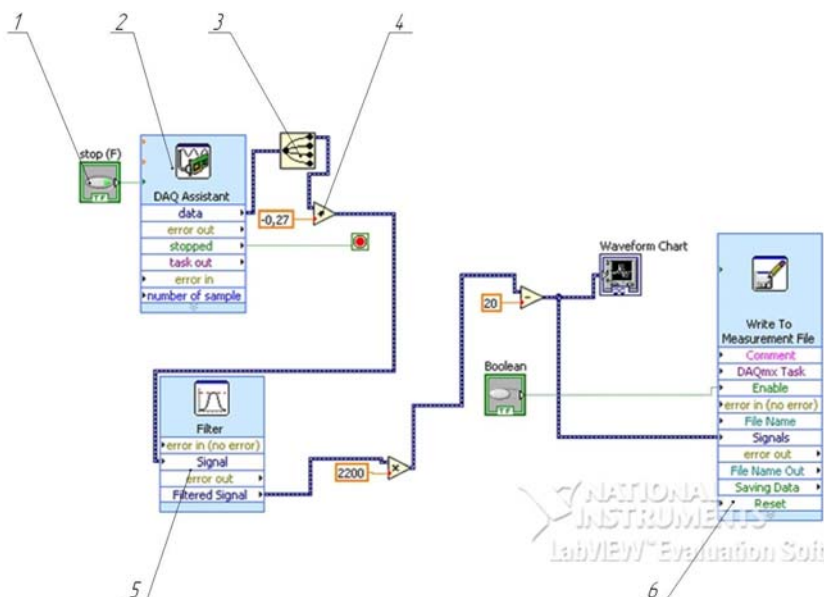 1
2
3
4
stop (F)
TF
DAQ Assistant
data
error out
stopped
task out
error in
number of sample
-0,27
Waveform Chart
20
Write To
Measurement File
Comment
DAQmx Task
Enable
error in (no error)
File Name
Signals
error out
File Name Out
Saving Data
Reset
Boolean
TF
Filter
error in (no error)
Signal
error out
Filtered Signal
2200
NATIONAL
INSTRUMENTS
LabVIEW™ Evaluation Soft
5
6